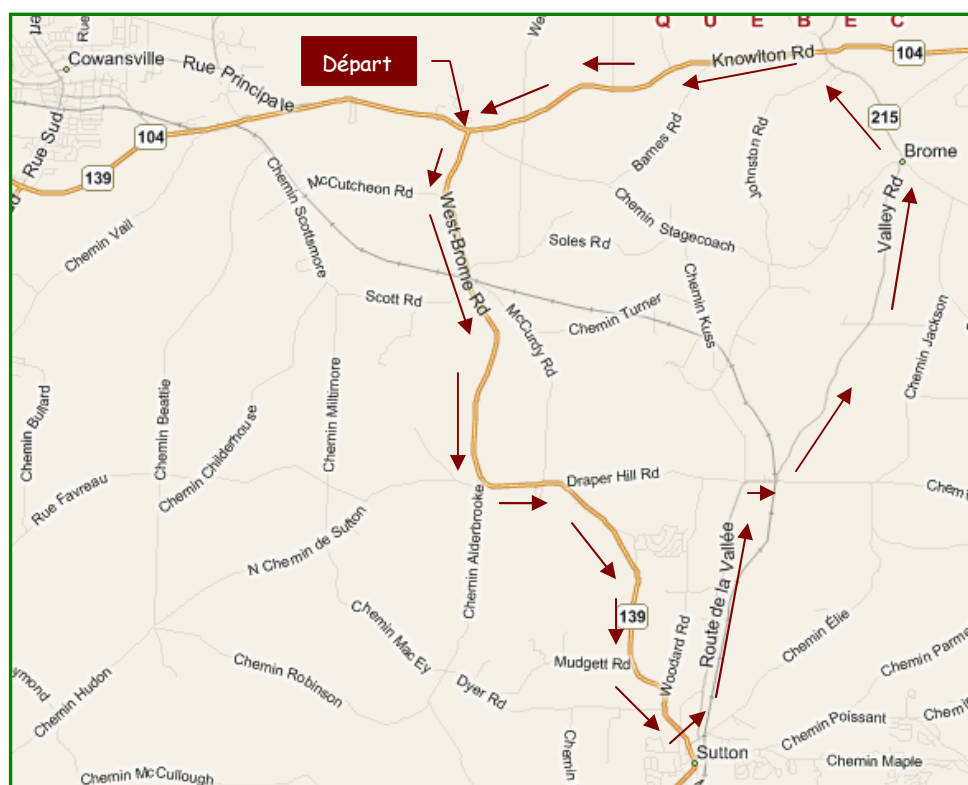 QUEBEC
Cowansville
Rue Principale
Départ
Knowlton Rd
104
215
Brome
Rue Sud
104
139
McCutcheon Rd
Barnes Rd
Johnston Rd
Chemin Scottsmore
West-Brome Rd
Chemin Stagecoach
Valley Rd
Chemin Vail
Soles Rd
Scott Rd
McCurdy Rd
Chemin Turner
Chemin Kuss
Chemin Jackson
Chemin Bullard
Chemin Beattie
Chemin Childerhouse
Chemin Miltimore
Draper Hill Rd
Rue Favreau
N Chemin de Sutton
Chemin Alderbrooke
Route de la Vallée
139
Woodard Rd
Chemin Élie
Chemin Mac Ey
Mudgett Rd
Chemin Hudon
Chemin Robinson
Dyer Rd
Chemin
Chemin Poissant
Sutton
Chemin Maple
Chemin McCullough